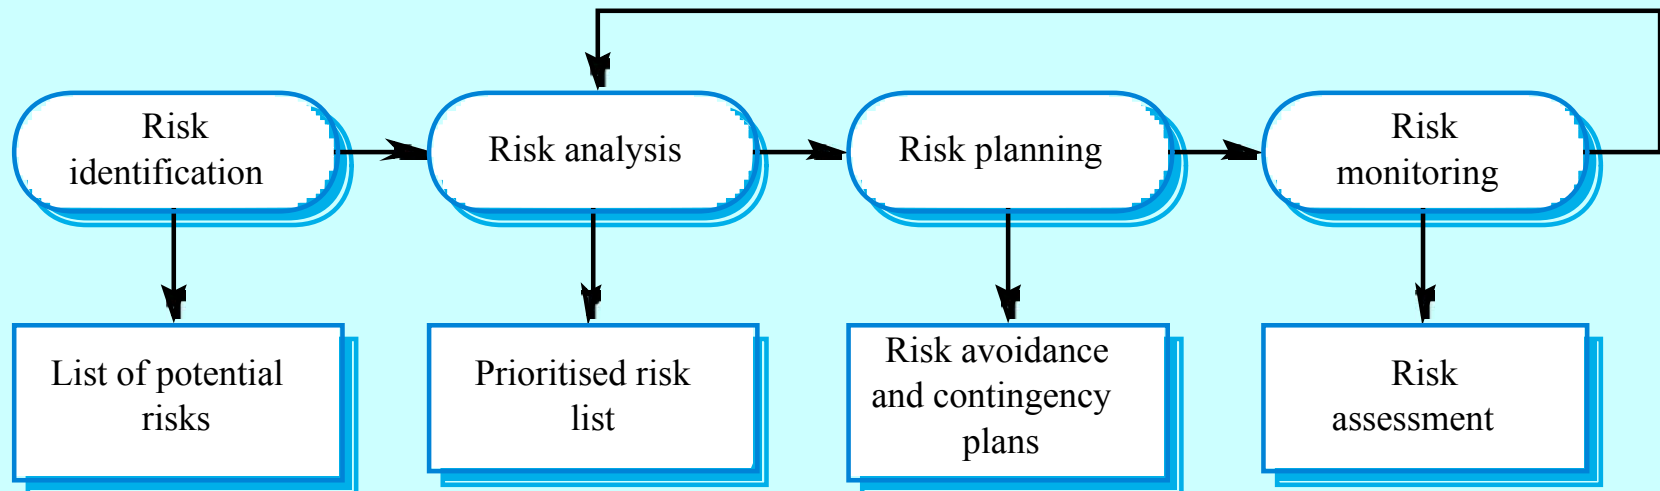 Risk
identification
Risk analysis
Risk planning
Risk
monitoring
List of potential
risks
Prioritised risk
list
Risk avoidance
and contingency
plans
Risk
assessment